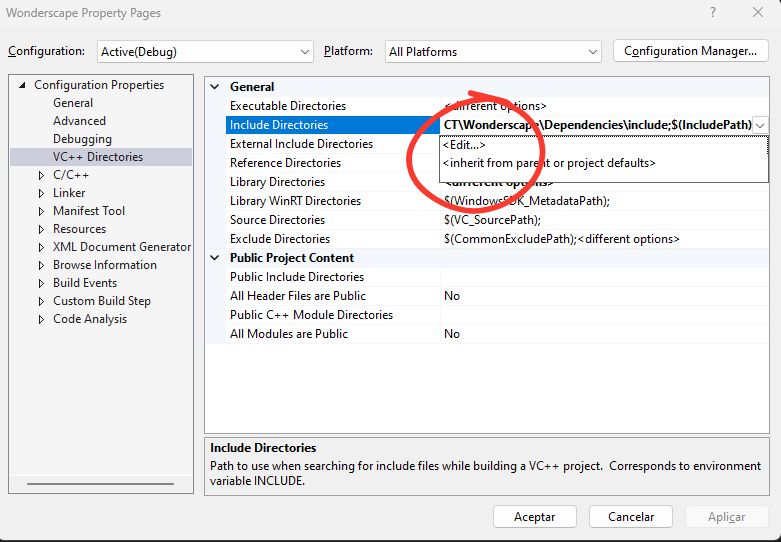 Wonderscape Property Pages
?
Configuration: Active(Debug) Platform: All Platforms Configuration Manager...
Configuration Properties
General
Advanced
Debugging
VC++ Directories
C/C++
Linker
Manifest Tool
Resources
XML Document Generator
Browse Information
Build Events
Custom Build Step
Code Analysis
General
Executable Directories <different options>
Include Directories CT\Wonderscape\Dependencies\include;$(IncludePath)
External Include Directories
<Edit...>
Reference Directories
<inherit from parent or project defaults>
Library Directories <different options>
Library WinRT Directories $(WindowsSDK_MetadataPath);
Source Directories $(VC_SourcePath);
Exclude Directories $(CommonExcludePath);<different options>
Public Project Content
Public Include Directories
All Header Files are Public No
Public C++ Module Directories
All Modules are Public No
Include Directories
Path to use when searching for include files while building a VC++ project. Corresponds to environment
variable INCLUDE.
Aceptar Cancelar Aplicar